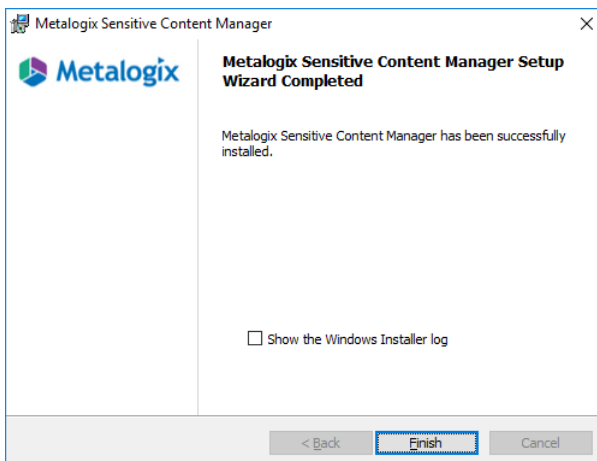 Metalogix Sensitive Content Manager
Metalogix
Metalogix Sensitive Content Manager Setup
Wizard Completed
Metalogix Sensitive Content Manager has been successfully
installed.
Show the Windows Installer log
< Back
Finish
Cancel